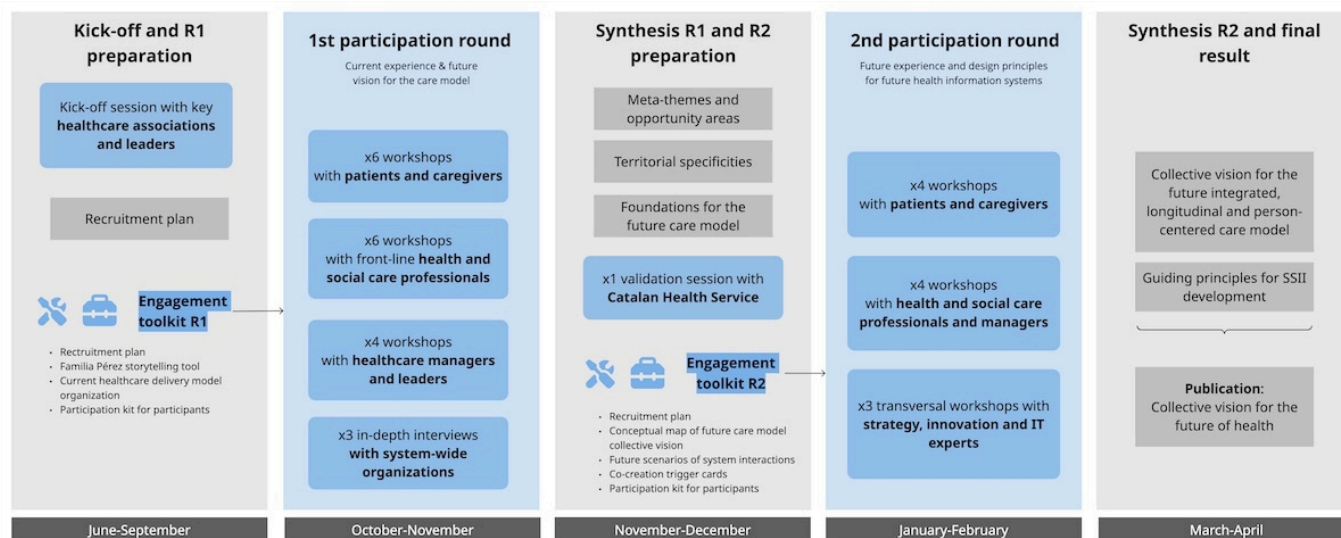 Kick-off and R1
preparation
Kick-off session with key
healthcare associations
and leaders
Recruitment plan
Engagement
toolkit R1
• Rectruitment plan
• Familia Pérez storytelling tool
• Current healthcare delivery model
organization
• Participation kit for participants
June-September
1st participation round
Current experience & future
vision for the care model
x6 workshops
with patients and caregivers
x6 workshops
with front-line health and
social care professionals
x4 workshops
with healthcare managers
and leaders
x3 in-depth interviews
with system-wide
organizations
October-November
Synthesis R1 and R2
preparation
Meta-themes and
opportunity areas
Territorial specificities
Foundations for the
future care model
x1 validation session with
Catalan Health Service
Engagement
toolkit R2
• Recruitment plan
• Conceptual map of future care model
collective vision
• Future scenarios of system interactions
• Co-creation trigger cards
• Participation kit for participants
November-December
2nd participation round
Future experience and design principles
for future health information systems
x4 workshops
with patients and caregivers
x4 workshops
with health and social care
professionals and managers
x3 transversal workshops with
strategy, innovation and IT
experts
January-February
Synthesis R2 and final
result
Collective vision for the
future integrated,
longitudinal and person-
centered care model
Guiding principles for SSII
development
Publication:
Collective vision for the
future of health
March-April